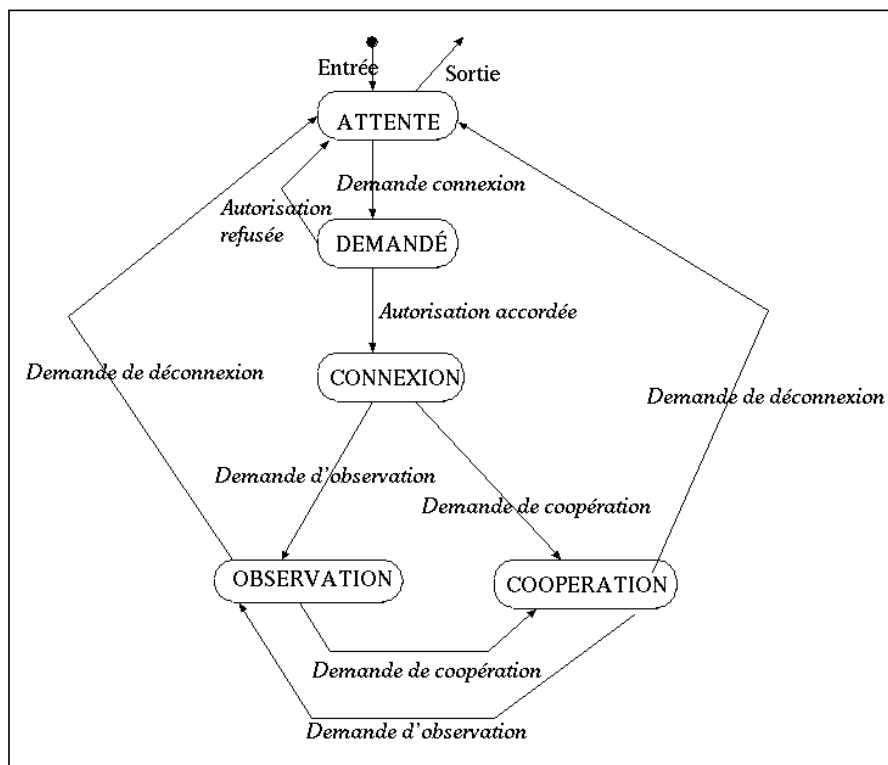 Entrée
Sortie
ATTENTE
Demande connexion
Autorisation
refusée
DEMANDÉ
Autorisation accordée
CONNEXION
Demande de déconnexion
Demande de déconnexion
Demande d'observation
Demande de coopération
OBSERVATION
COOPERATION
Demande de coopération
Demande d'observation